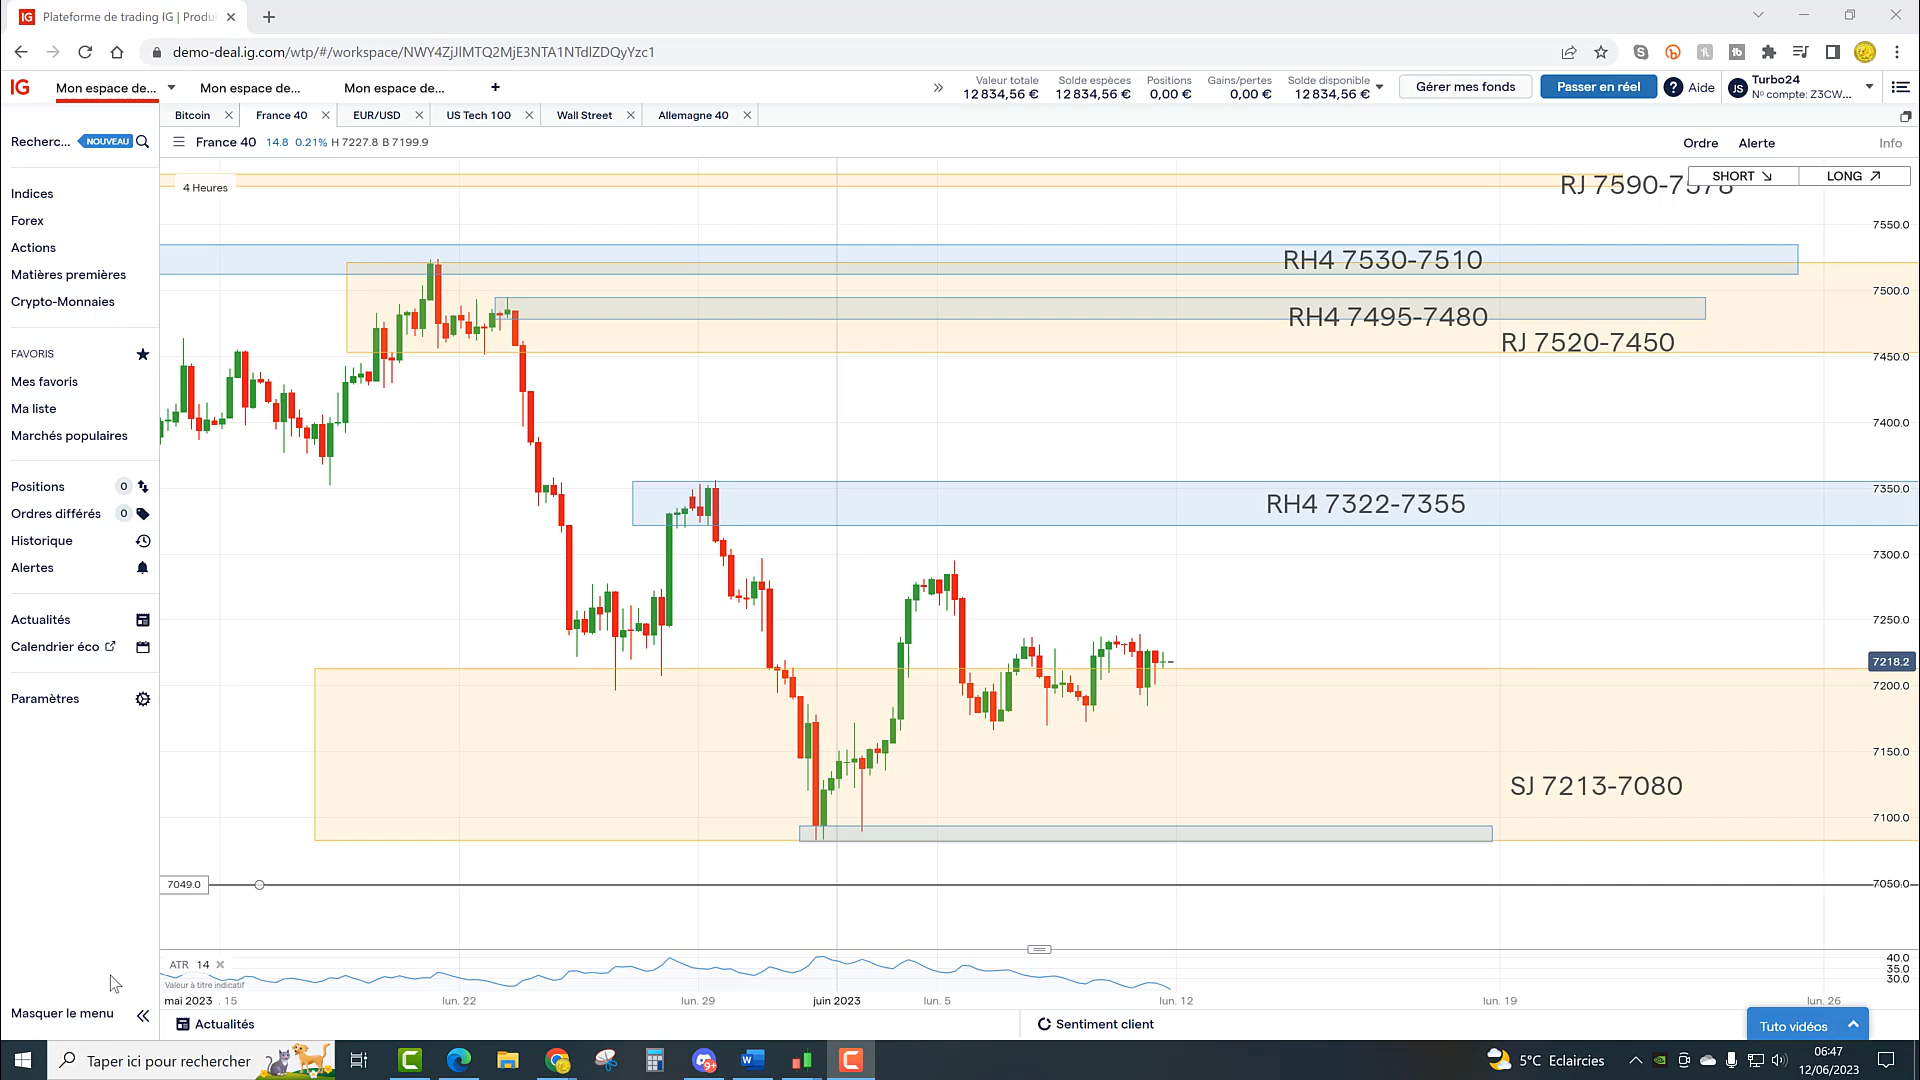 IG Plateforme de trading IG | Produ
demo-deal.ig.com/wtp/#/workspace/NWY4ZjJlMTQ2MjE3NTA1NTdlZDQyYzc1
IG Mon espace de... Mon espace de... Mon espace de... +
Valeur totale Solde espèces Positions Gains/pertes Solde disponible
12 834,56 € 12 834,56 € 0,00 € 0,00 € 12 834,56 €
Gérer mes fonds Passer en réel ? Aide JS Turbo24
Nº compte: Z3CW...
Bitcoin France 40 EUR/USD US Tech 100 Wall Street Allemagne 40
Recherc... NOUVEAU
France 40 14.8 0.21% H 7227.8 B 7199.9
Ordre Alerte Info
4 Heures
SHORT LONG
RJ 7590-7578
Indices
Forex
Actions
Matières premières
Crypto-Monnaies
FAVORIS
Mes favoris
Ma liste
Marchés populaires
Positions 0
Ordres différés 0
Historique
Alertes
Actualités
Calendrier éco
Paramètres
Masquer le menu
7550.0
RH4 7530-7510
7500.0
RH4 7495-7480
RJ 7520-7450
7450.0
7400.0
7350.0
RH4 7322-7355
7300.0
7250.0
7218.2
7200.0
7150.0
SJ 7213-7080
7100.0
7049.0
7050.0
ATR 14
Valeur à titre indicatif
40.0
35.0
30.0
mai 2023 . 15 lun. 22 lun. 29 juin 2023 lun. 5 lun. 12 lun. 19 lun. 26
Actualités Sentiment client
Tuto vidéos
Taper ici pour rechercher
5°C Eclaircies
06:47
12/06/2023